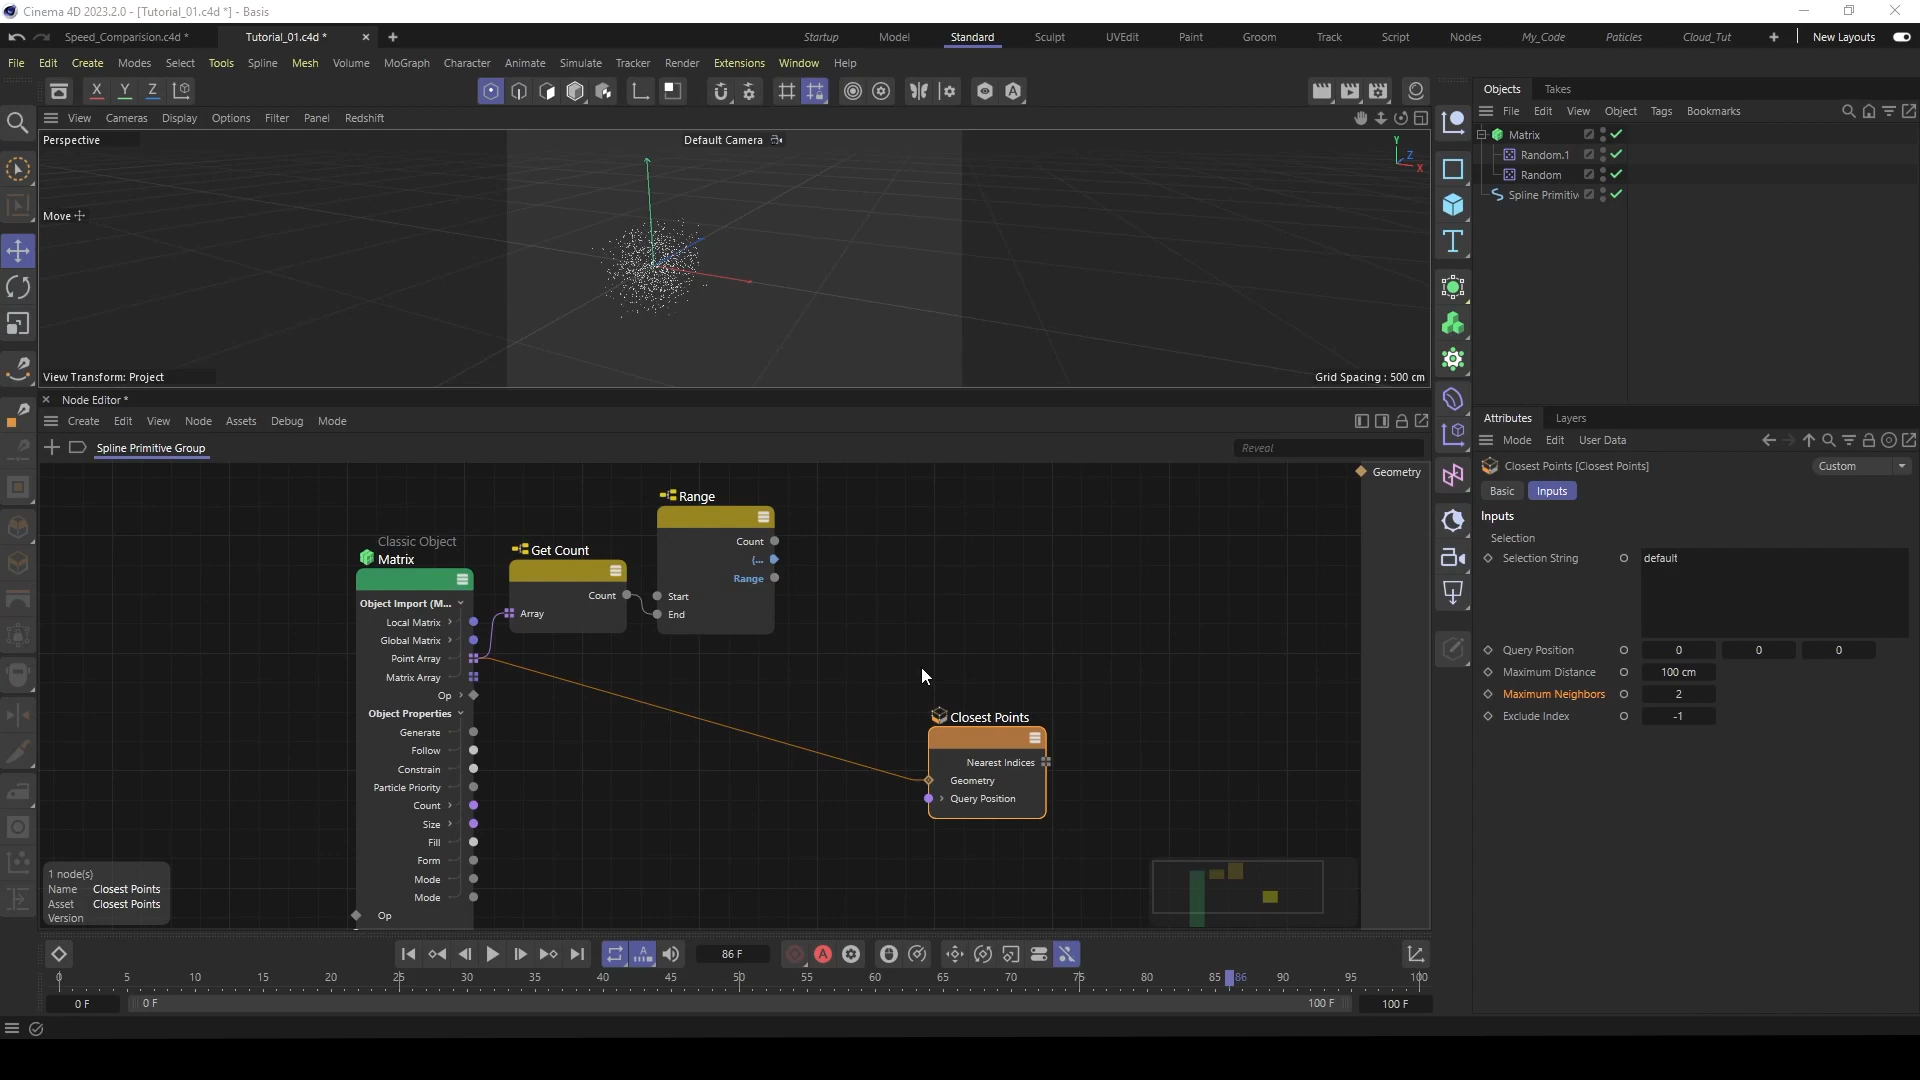 Cinema 4D 2023.2.0 - [Tutorial_01.c4d *] - Basis
Speed_Comparision.c4d *
Tutorial_01.c4d *
Startup
Model
Standard
Sculpt
UVEdit
Paint
Groom
Track
Script
Nodes
My_Code
Paticles
Cloud_Tut
New Layouts
File Edit Create Modes Select Tools Spline Mesh Volume MoGraph Character Animate Simulate Tracker Render Extensions Window Help
X Y Z
View Cameras Display Options Filter Panel Redshift
Perspective
Default Camera
Y
Z
X
Move
View Transform: Project
Grid Spacing : 500 cm
Node Editor *
Create Edit View Node Assets Debug Mode
Spline Primitive Group
Reveal
Geometry
Range
Count
{...
Range
Start
End
Get Count
Count
Array
Classic Object
Matrix
Object Import (M...
Local Matrix
Global Matrix
Point Array
Matrix Array
Op
Object Properties
Generate
Follow
Constrain
Particle Priority
Count
Size
Fill
Form
Mode
Mode
Op
Closest Points
Nearest Indices
Geometry
Query Position
1 node(s)
Name Closest Points
Asset Closest Points
Version
86 F
0 5 10 15 20 25 30 35 40 45 50 55 60 65 70 75 80 85 86 90 95 100
0 F
0 F
100 F
100 F
Objects Takes
File Edit View Object Tags Bookmarks
Matrix
Random.1
Random
Spline Primitiv
Attributes Layers
Mode Edit User Data
Closest Points [Closest Points]
Custom
Basic Inputs
Inputs
Selection
Selection String default
Query Position 0 0 0
Maximum Distance 100 cm
Maximum Neighbors 2
Exclude Index -1